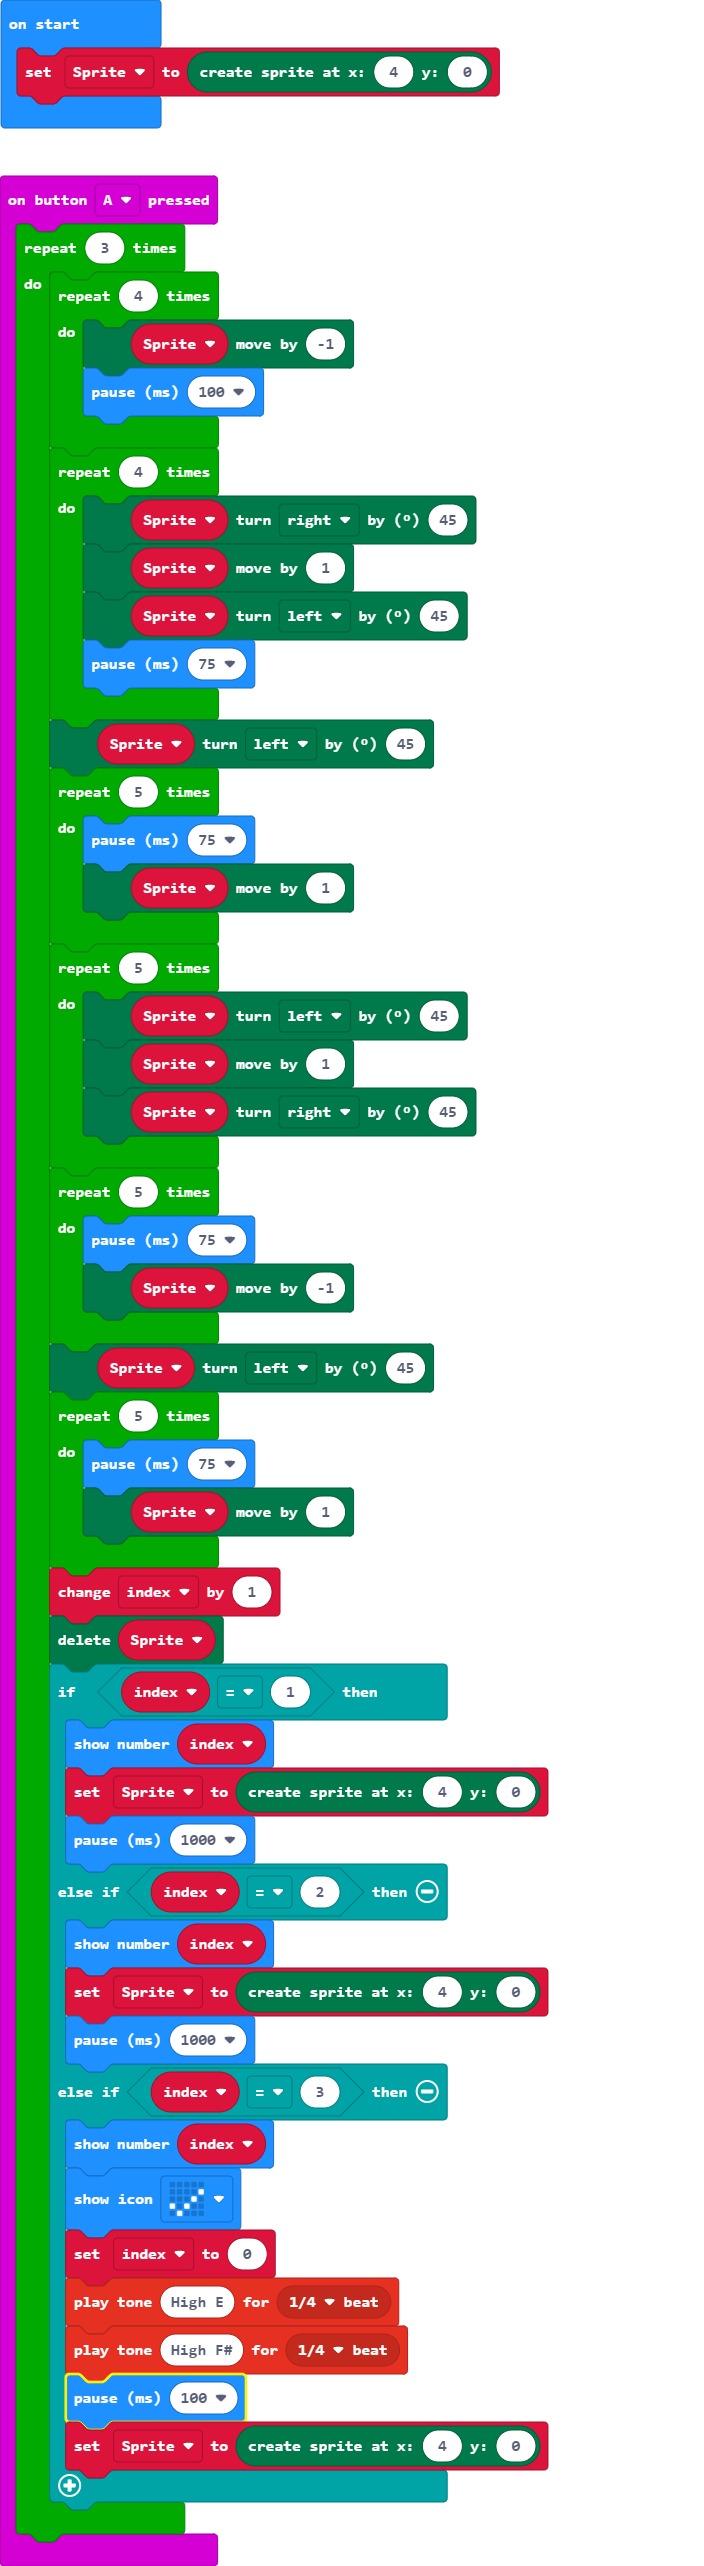 on start
set Sprite to create sprite at x: 4 y: 0
on button A pressed
repeat 3 times
do
repeat 4 times
do
Sprite move by -1
pause (ms) 100
repeat 4 times
do
Sprite turn right by (º) 45
Sprite move by 1
Sprite turn left by (º) 45
pause (ms) 75
Sprite turn left by (º) 45
repeat 5 times
do
pause (ms) 75
Sprite move by 1
repeat 5 times
do
Sprite turn left by (º) 45
Sprite move by 1
Sprite turn right by (º) 45
repeat 5 times
do
pause (ms) 75
Sprite move by -1
Sprite turn left by (º) 45
repeat 5 times
do
pause (ms) 75
Sprite move by 1
change index by 1
delete Sprite
if index = 1 then
show number index
set Sprite to create sprite at x: 4 y: 0
pause (ms) 1000
else if index = 2 then
show number index
set Sprite to create sprite at x: 4 y: 0
pause (ms) 1000
else if index = 3 then
show number index
show icon
set index to 0
play tone High E for 1/4 beat
play tone High F# for 1/4 beat
pause (ms) 100
set Sprite to create sprite at x: 4 y: 0